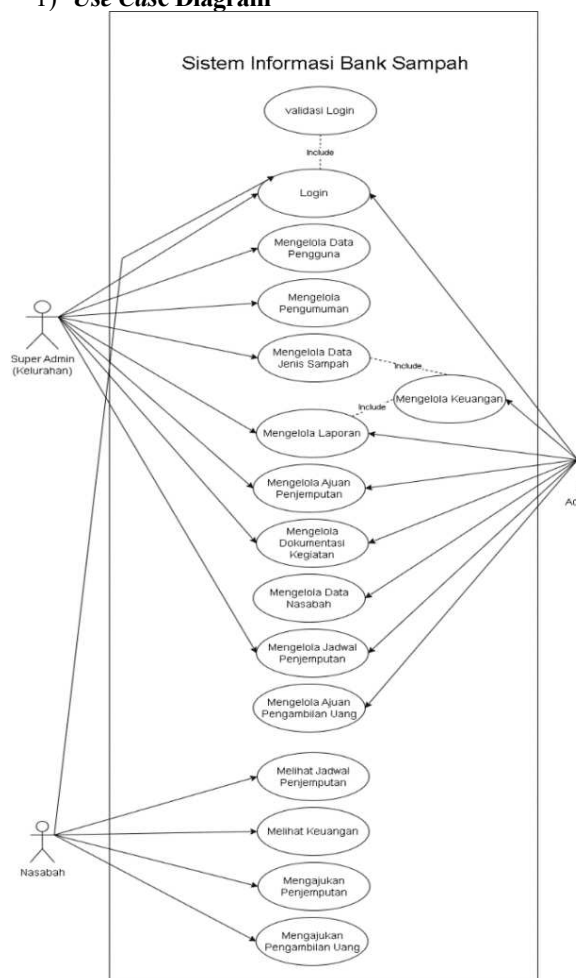 1) Use Case Diagram
Sistem Informasi Bank Sampah
validasi Login
Include
Login
Mengelola Data
Pengguna
Mengelola
Pengumuman
Super Admin
(Kelurahan)
Mengelola Data
Jenis Sampah
Include
Mengelola Keuangan
Include
Mengelola Laporan
Mengelola Ajuan
Penjemputan
Mengelola
Dokumentasi
Kegiatan
Mengelola Data
Nasabah
Mengelola Jadwal
Penjemputan
Mengelola Ajuan
Pengambilan Uang
Melihat Jadwal
Penjemputan
Melihat Keuangan
Nasabah
Mengajukan
Penjemputan
Mengajukan
Pengambilan Uang